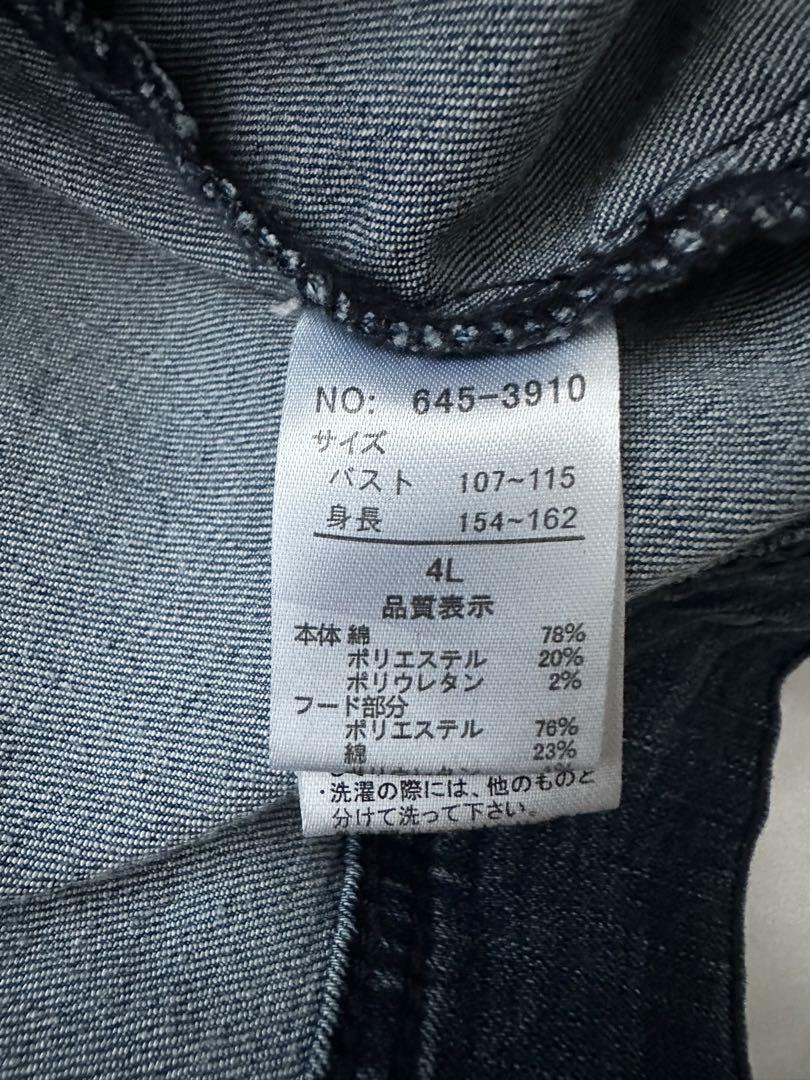 NO: 645-3910
サイズ
バスト 107~115
身長 154~162
4L
品質表示
本体 綿 78%
ポリエステル 20%
ポリウレタン 2%
フード部分
ポリエステル 76%
綿 23%
・洗濯の際には、他のものと
分けて洗って下さい。